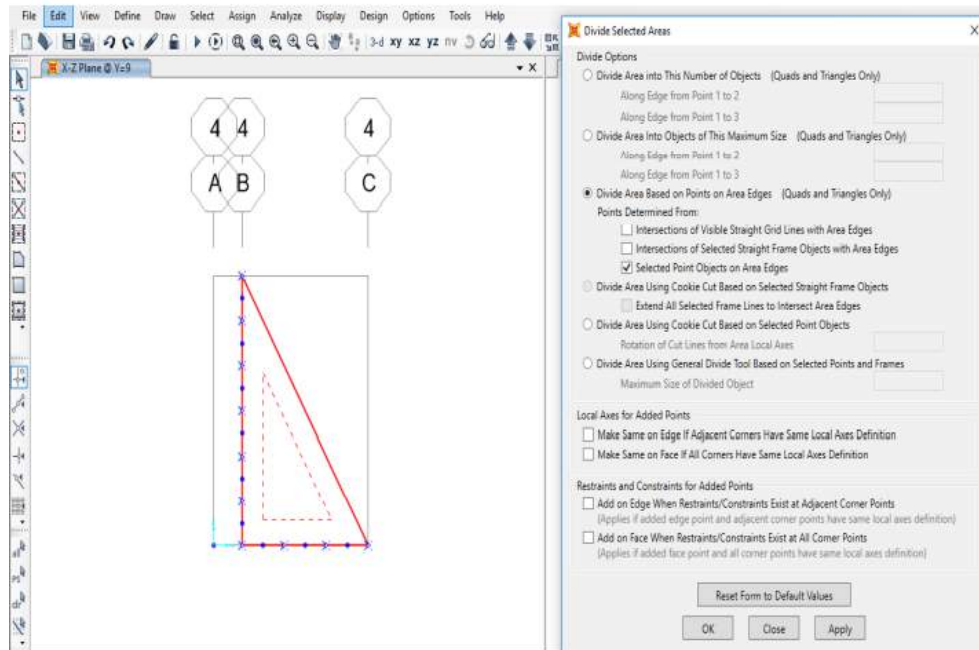 File Edit View Define Draw Select Assign Analyze Display Design Options Tools Help
3-d xy xz yz nv
X-Z Plane @ Y=9
4 4 4
A B C
Divide Selected Areas
Divide Options
Divide Area into This Number of Objects (Quads and Triangles Only)
Along Edge from Point 1 to 2
Along Edge from Point 1 to 3
Divide Area Into Objects of This Maximum Size (Quads and Triangles Only)
Along Edge from Point 1 to 2
Along Edge from Point 1 to 3
Divide Area Based on Points on Area Edges (Quads and Triangles Only)
Points Determined From:
Intersections of Visible Straight Grid Lines with Area Edges
Intersections of Selected Straight Frame Objects with Area Edges
Selected Point Objects on Area Edges
Divide Area Using Cookie Cut Based on Selected Straight Frame Objects
Extend All Selected Frame Lines to Intersect Area Edges
Divide Area Using Cookie Cut Based on Selected Point Objects
Rotation of Cut Lines from Area Local Axes
Divide Area Using General Divide Tool Based on Selected Points and Frames
Maximum Size of Divided Object
Local Axes for Added Points
Make Same on Edge If Adjacent Corners Have Same Local Axes Definition
Make Same on Face If All Corners Have Same Local Axes Definition
Restraints and Constraints for Added Points
Add on Edge When Restraints/Constraints Exist at Adjacent Corner Points
(Applies if added edge point and adjacent corner points have same local axes definition)
Add on Face When Restraints/Constraints Exist at All Corner Points
(Applies if added face point and all corner points have same local axes definition)
Reset Form to Default Values
OK Close Apply